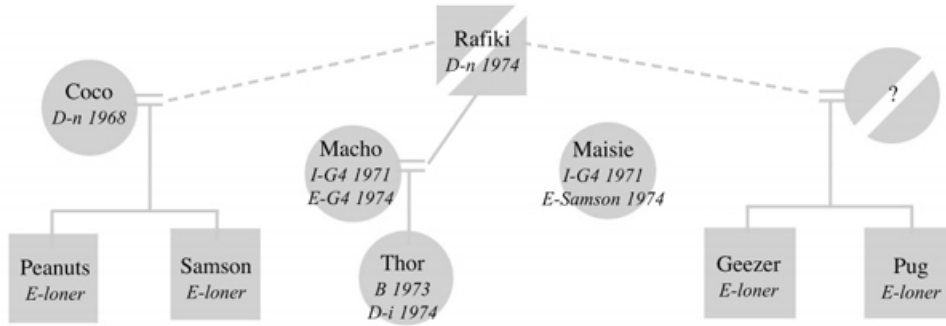 Rafiki
D-n 1974
Coco
D-n 1968
?
Macho
I-G4 1971
E-G4 1974
Maisie
I-G4 1971
E-Samson 1974
Peanuts
E-loner
Samson
E-loner
Thor
B 1973
D-i 1974
Geezer
E-loner
Pug
E-loner